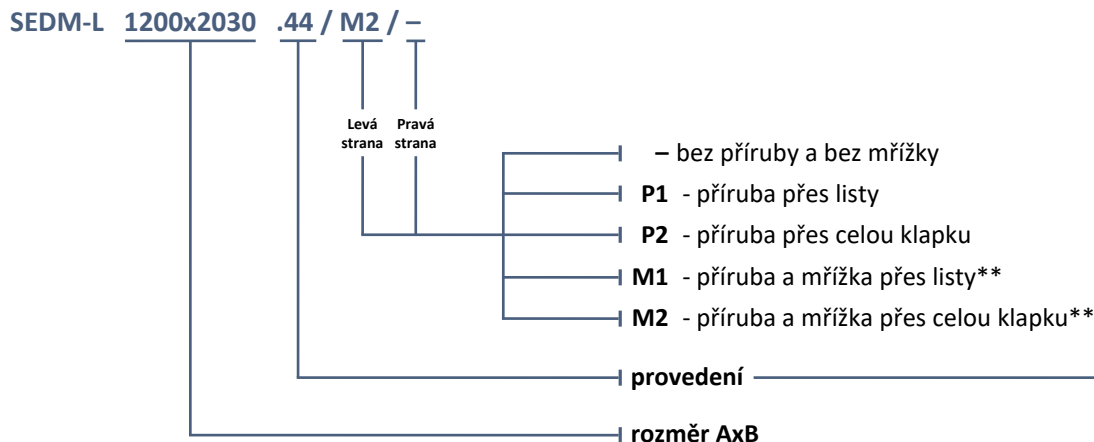 SEDM-L 1200x2030 .44 / M2 / –
Levá strana
Pravá strana
– bez příruby a bez mřížky
P1 - příruba přes listy
P2 - příruba přes celou klapku
M1 - příruba a mřížka přes listy**
M2 - příruba a mřížka přes celou klapku**
provedení
rozměr AxB